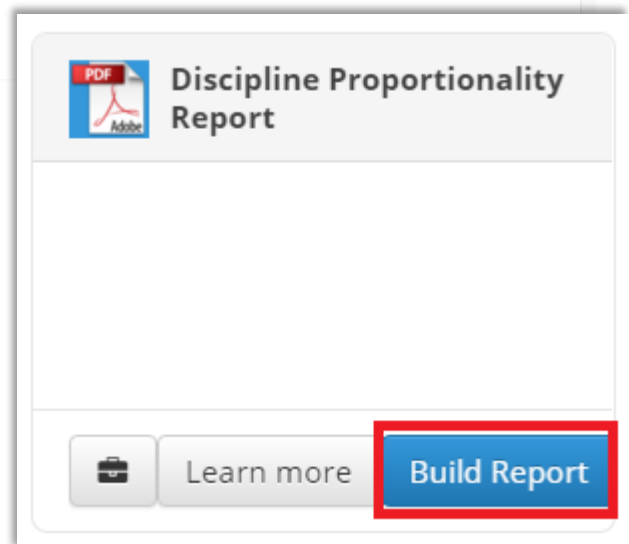 PDF
Adobe
Discipline Proportionality
Report
Learn more
Build Report